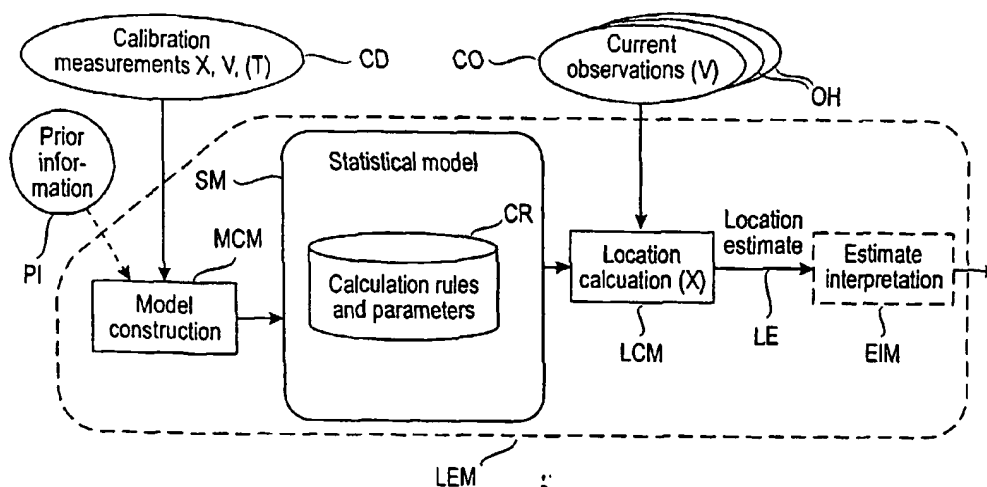 Calibration
measurements X, V, (T)
CD
CO
Current
observations (V)
OH
Prior
infor-
mation
PI
SM
Statistical model
CR
Calculation rules
and parameters
MCM
Model
construction
Location
calcuation (X)
LCM
Location
estimate
LE
Estimate
interpretation
EIM
LEM